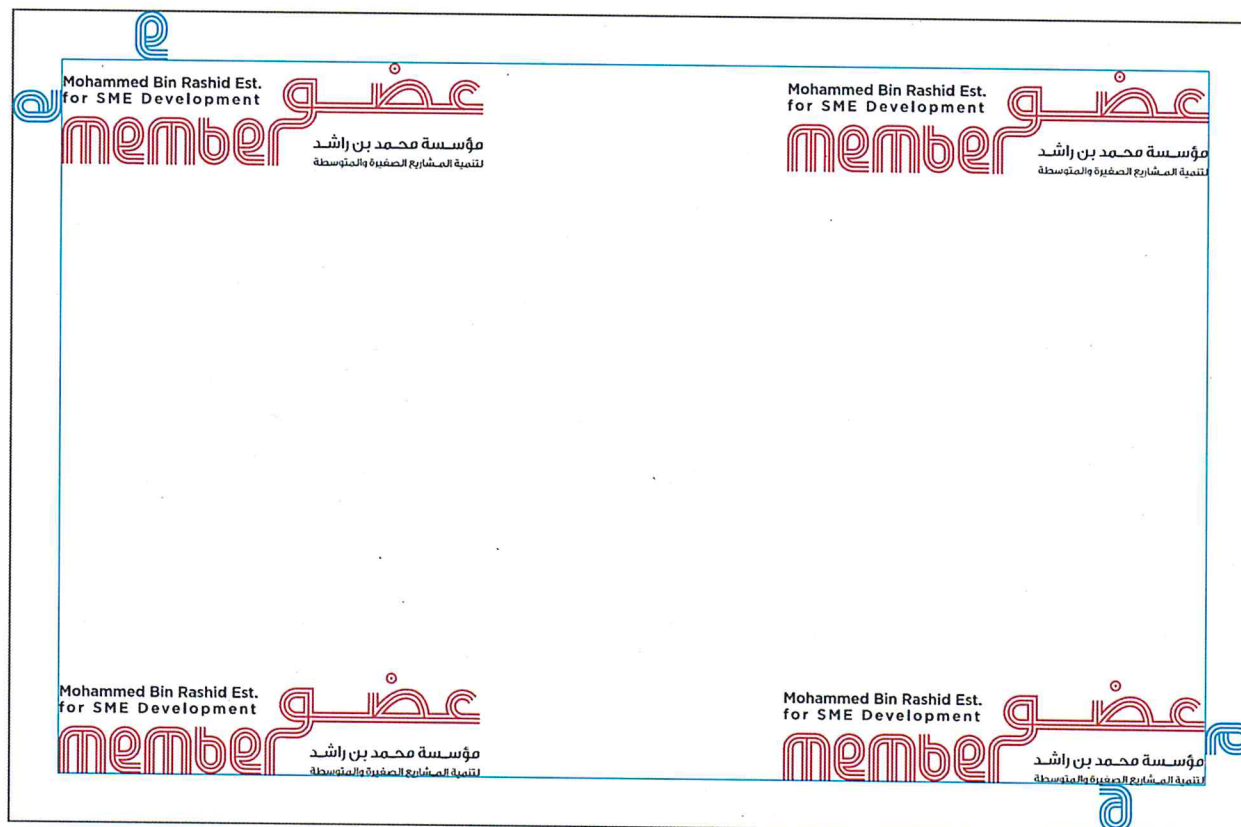 Mohammed Bin Rashid Est.
for SME Development
عضو
member
مؤسسة محمد بن راشد
لتنمية المشاريع الصغيرة والمتوسطة
Mohammed Bin Rashid Est.
for SME Development
عضو
member
مؤسسة محمد بن راشد
لتنمية المشاريع الصغيرة والمتوسطة
Mohammed Bin Rashid Est.
for SME Development
عضو
member
مؤسسة محمد بن راشد
لتنمية المشاريع الصغيرة والمتوسطة
Mohammed Bin Rashid Est.
for SME Development
عضو
member
مؤسسة محمد بن راشد
لتنمية المشاريع الصغيرة والمتوسطة
e
e
e
e